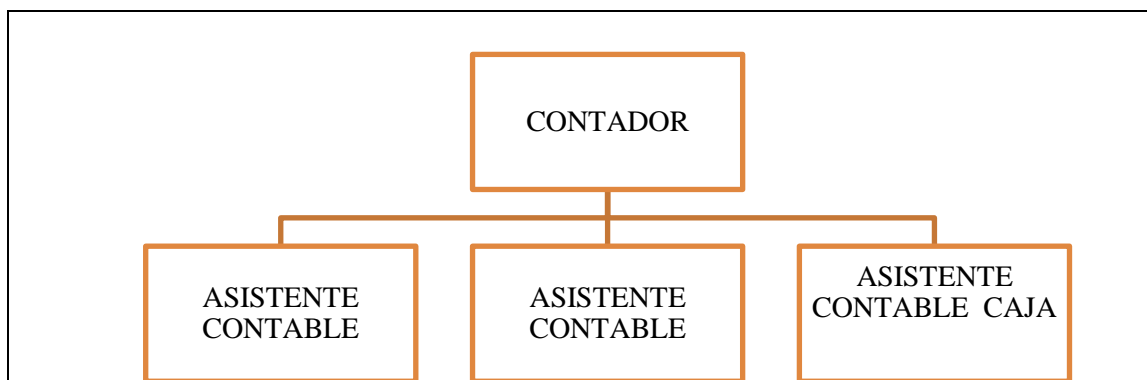 CONTADOR
ASISTENTE
CONTABLE
ASISTENTE
CONTABLE
ASISTENTE
CONTABLE CAJA